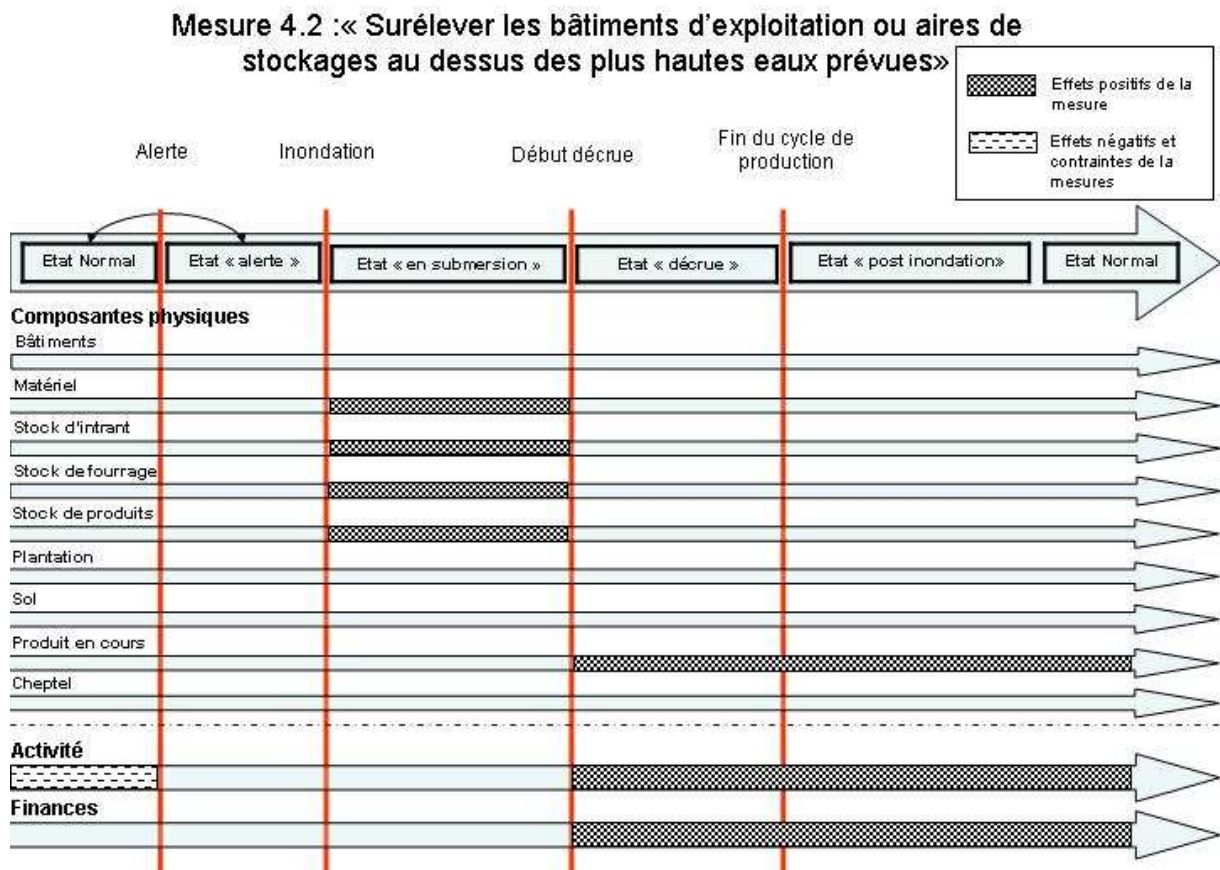 Mesure 4.2 :« Surélever les bâtiments d'exploitation ou aires de
stockages au dessus des plus hautes eaux prévues»
Effets positifs de la
mesure
Effets négatifs et
contraintes de la
mesures
Alerte
Inondation
Début décrue
Fin du cycle de
production
Etat Normal
Etat « alerte »
Etat « en submersion »
Etat « décrue »
Etat « post inondation»
Etat Normal
Composantes physiques
Bâtiments
Matériel
Stock d'intrant
Stock de fourrage
Stock de produits
Plantation
Sol
Produit en cours
Cheptel
Activité
Finances